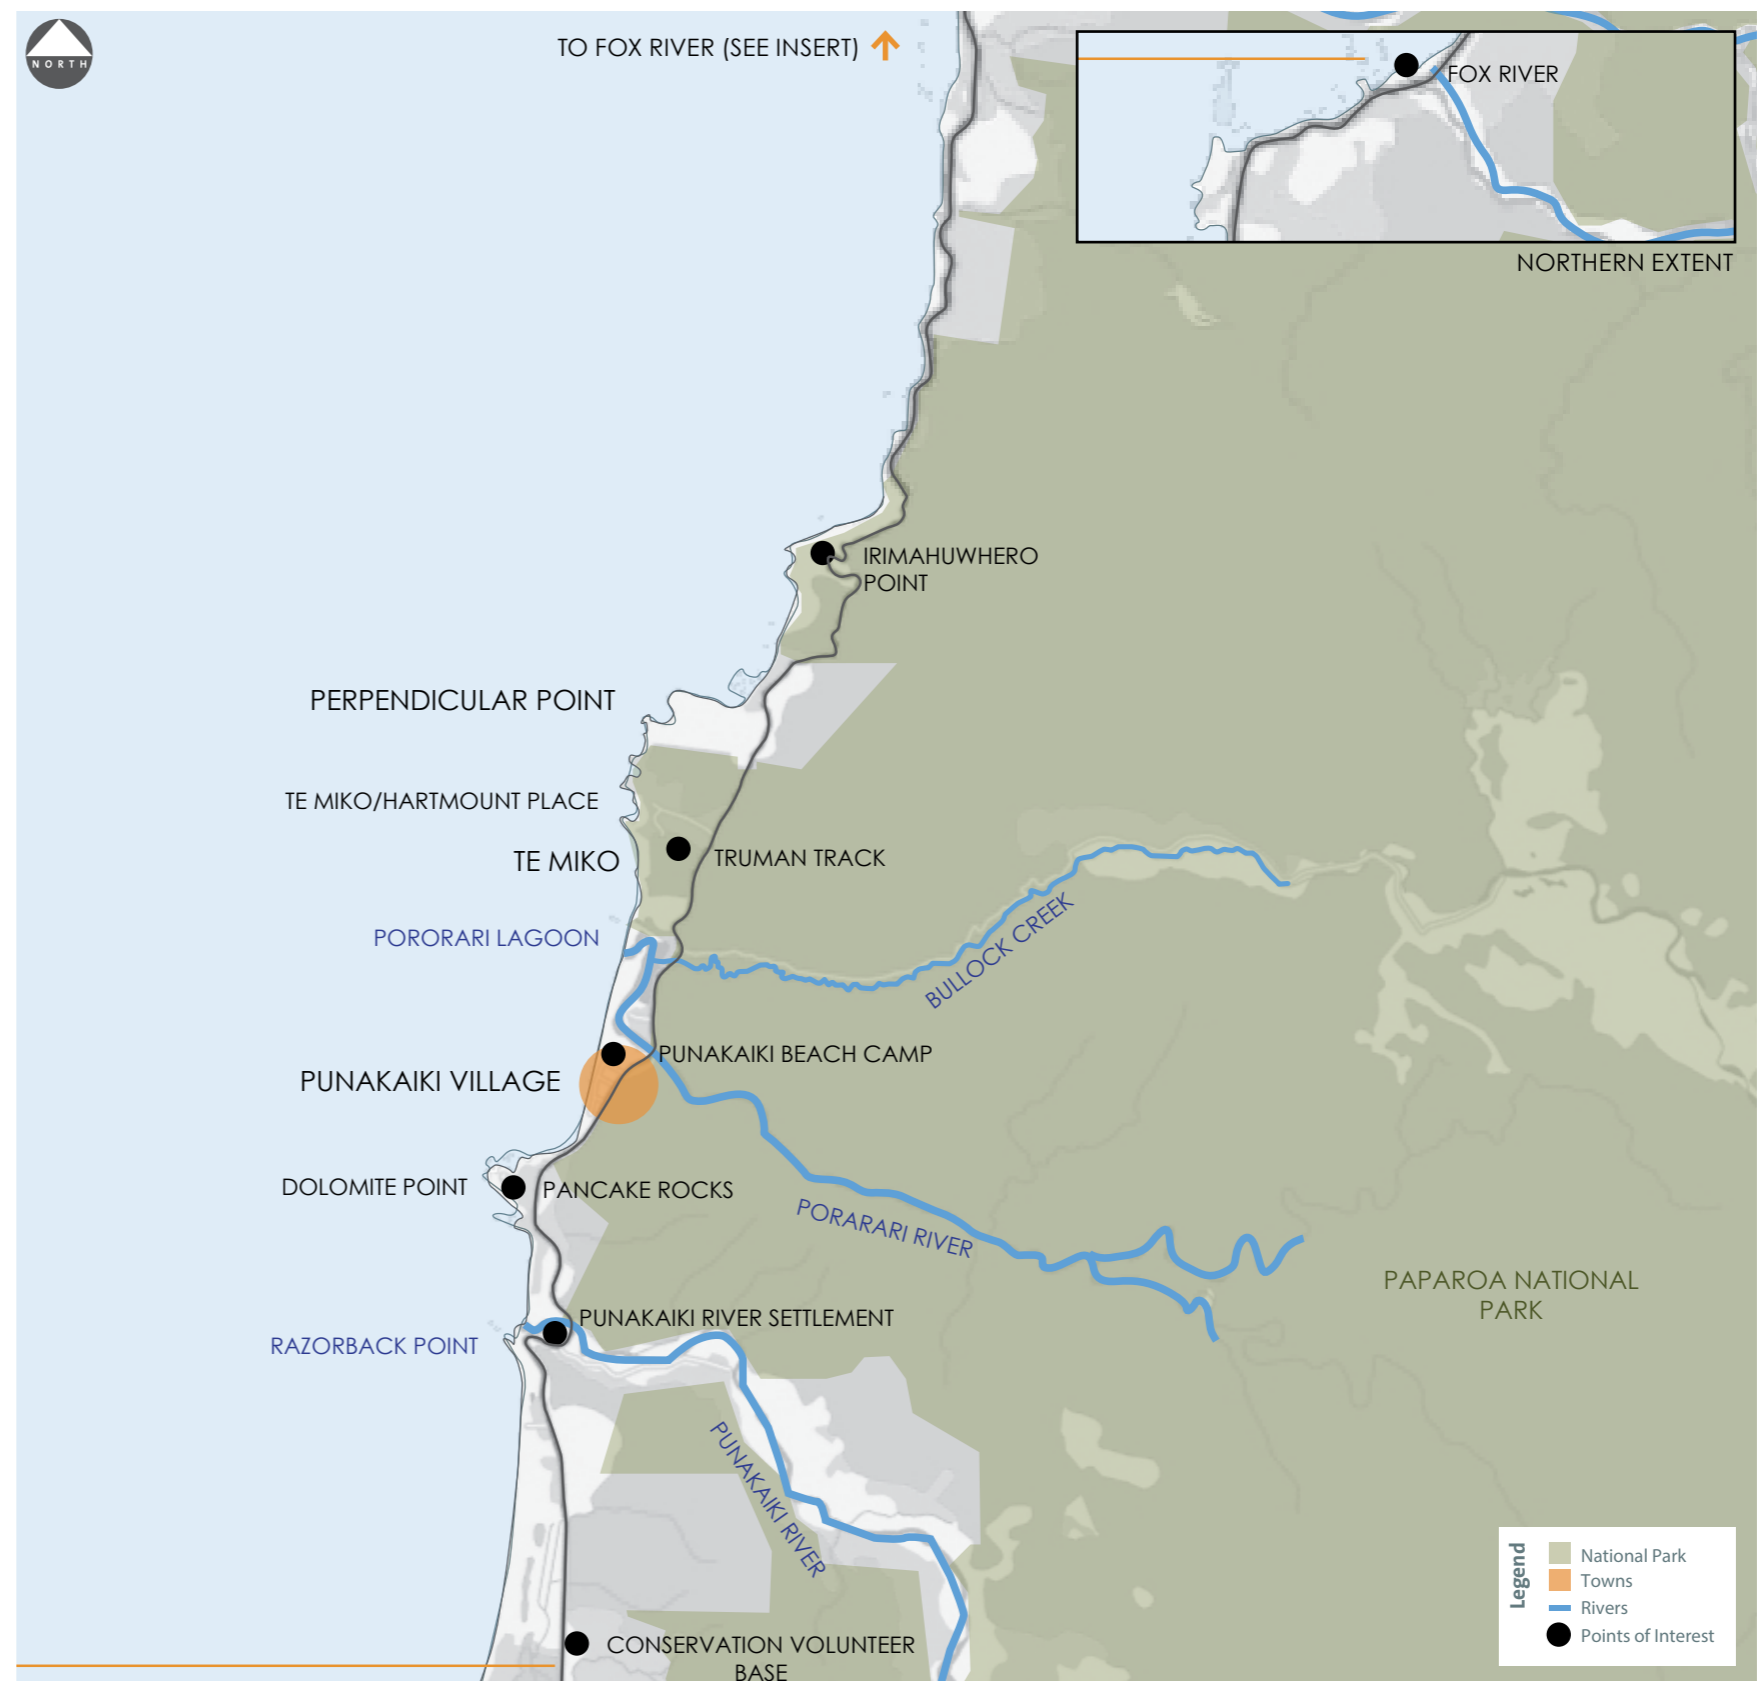 NORTH
TO FOX RIVER (SEE INSERT)
FOX RIVER
NORTHERN EXTENT
IRIMAHUWHERO
POINT
PERPENDICULAR POINT
TE MIKO/HARTMOUNT PLACE
TE MIKO
TRUMAN TRACK
PORORARI LAGOON
BULLOCK CREEK
PUNAKAIKI BEACH CAMP
PUNAKAIKI VILLAGE
DOLOMITE POINT
PANCAKE ROCKS
PORARARI RIVER
PAPAROA NATIONAL
PARK
PUNAKAIKI RIVER SETTLEMENT
RAZORBACK POINT
PUNAKAIKI RIVER
CONSERVATION VOLUNTEER
BASE
Legend
National Park
Towns
Rivers
Points of Interest